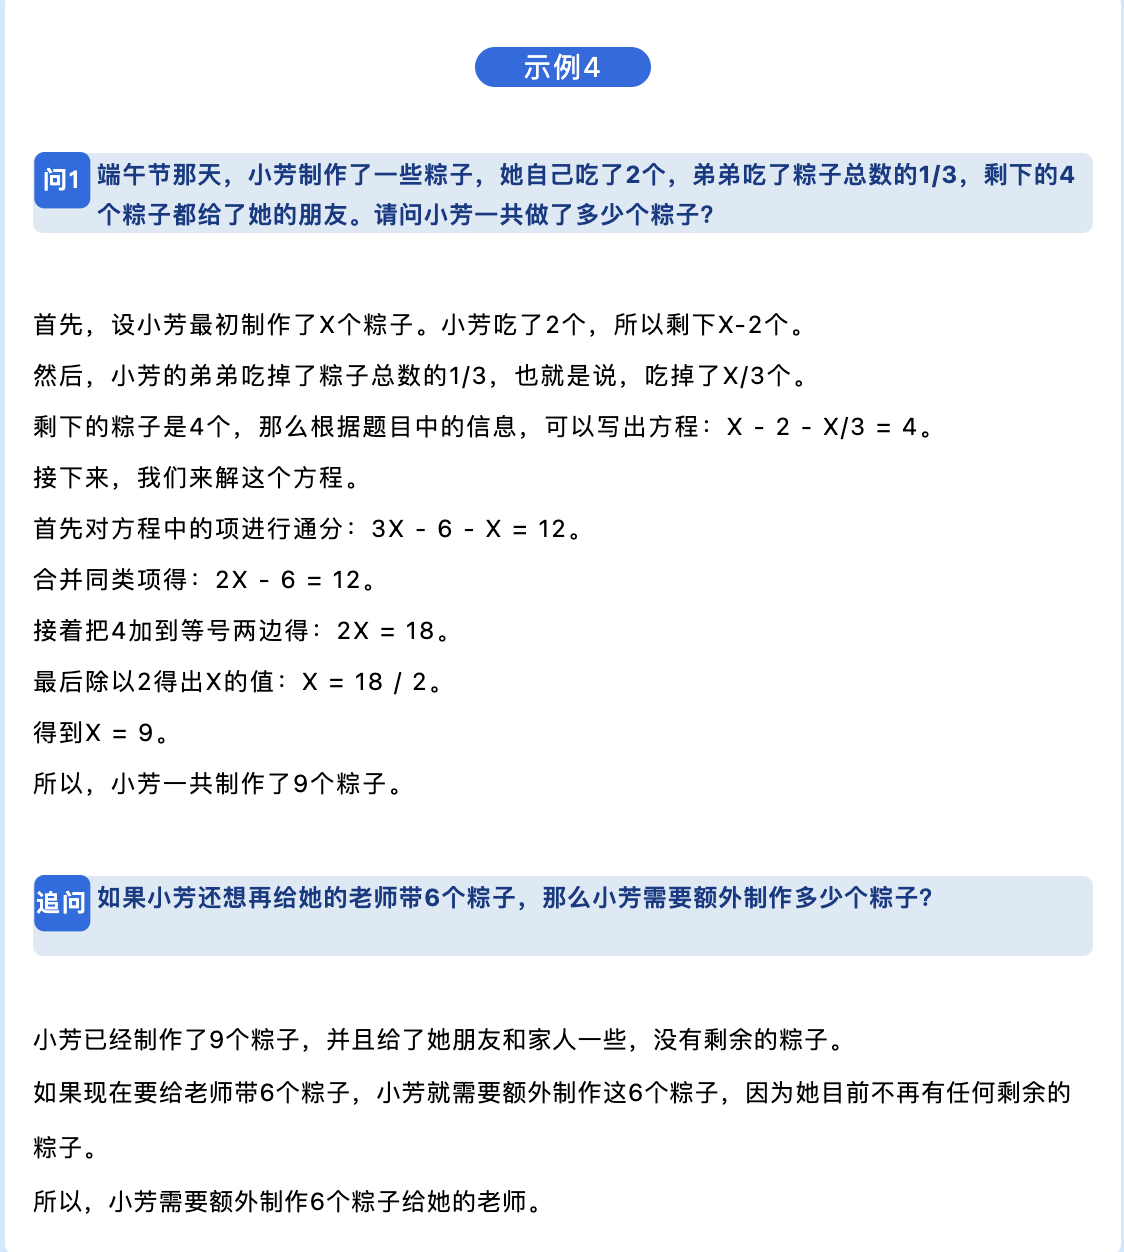 示例4
问1
端午节那天，小芳制作了一些粽子，她自己吃了2个，弟弟吃了粽子总数的1/3，剩下的4
个粽子都给了她的朋友。请问小芳一共做了多少个粽子?
首先，设小芳最初制作了X个粽子。小芳吃了2个，所以剩下X-2个。
然后，小芳的弟弟吃掉了粽子总数的1/3，也就是说，吃掉了X/3个。
剩下的粽子是4个，那么根据题目中的信息，可以写出方程：X - 2 - X/3 = 4。
接下来，我们来解这个方程。
首先对方程中的项进行通分：3X - 6 - X = 12。
合并同类项得：2X - 6 = 12。
接着把4加到等号两边得：2X = 18。
最后除以2得出X的值：X = 18 / 2。
得到X = 9。
所以，小芳一共制作了9个粽子。
追问
如果小芳还想再给她的老师带6个粽子，那么小芳需要额外制作多少个粽子?
小芳已经制作了9个粽子，并且给了她朋友和家人一些，没有剩余的粽子。
如果现在要给老师带6个粽子，小芳就需要额外制作这6个粽子，因为她目前不再有任何剩余的
粽子。
所以，小芳需要额外制作6个粽子给她的老师。